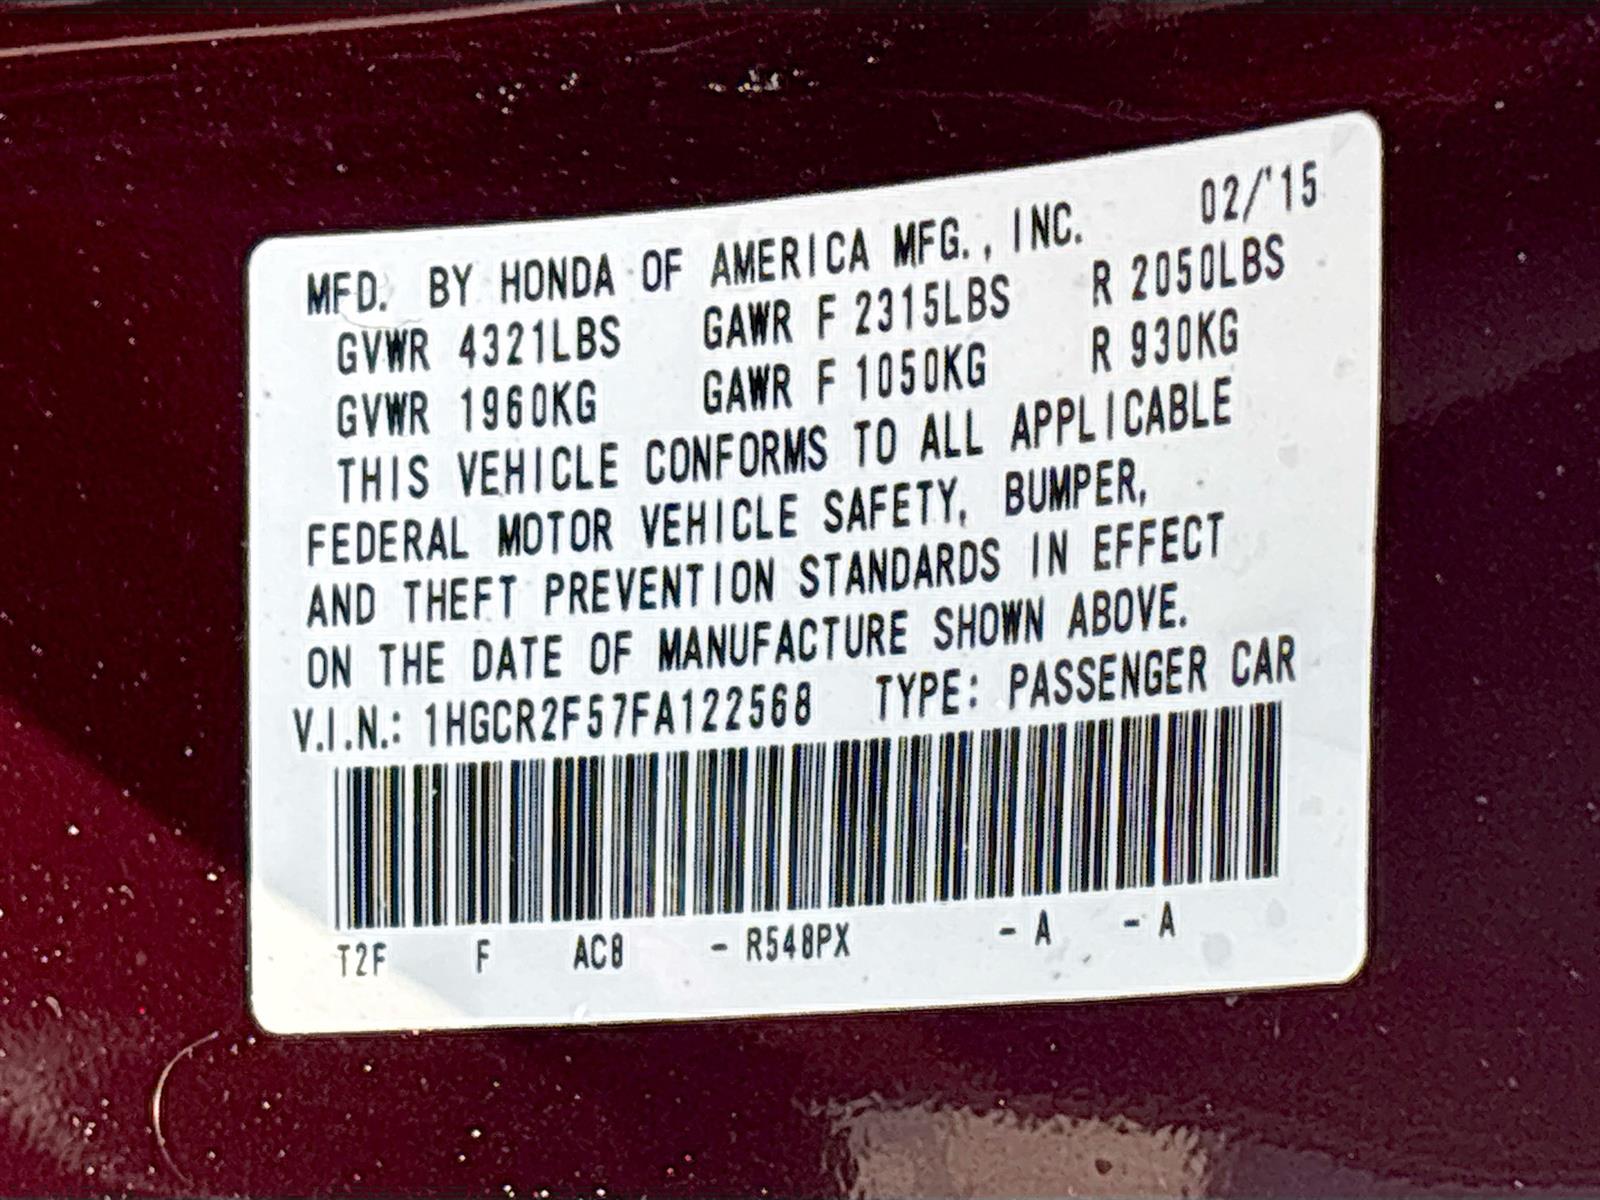 02/'15
MFD. BY HONDA OF AMERICA MFG., INC.
GVWR 4321LBS GAWR F 2315LBS R 2050LBS
GVWR 1960KG GAWR F 1050KG R 930KG
THIS VEHICLE CONFORMS TO ALL APPLICABLE
FEDERAL MOTOR VEHICLE SAFETY, BUMPER,
AND THEFT PREVENTION STANDARDS IN EFFECT
ON THE DATE OF MANUFACTURE SHOWN ABOVE.
V.I.N.: 1HGCR2F57FA122568 TYPE: PASSENGER CAR
T2F F AC8 - R548PX - A - A